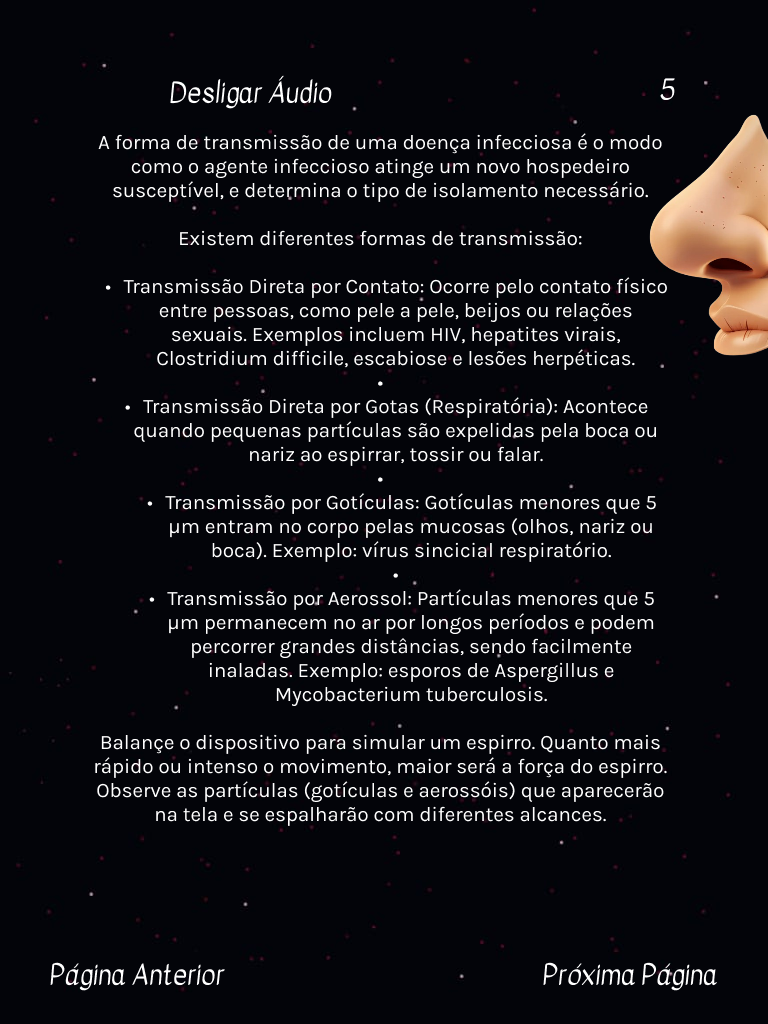 Desligar Áudio
5
A forma de transmissão de uma doença infecciosa é o modo
como o agente infeccioso atinge um novo hospedeiro
susceptível, e determina o tipo de isolamento necessário.
Existem diferentes formas de transmissão:
• Transmissão Direta por Contato: Ocorre pelo contato físico
entre pessoas, como pele a pele, beijos ou relações
sexuais. Exemplos incluem HIV, hepatites virais,
Clostridium difficile, escabiose e lesões herpéticas.
•
• Transmissão Direta por Gotas (Respiratória): Acontece
quando pequenas partículas são expelidas pela boca ou
nariz ao espirrar, tossir ou falar.
•
• Transmissão por Gotículas: Gotículas menores que 5
µm entram no corpo pelas mucosas (olhos, nariz ou
boca). Exemplo: vírus sincicial respiratório.
•
• Transmissão por Aerossol: Partículas menores que 5
µm permanecem no ar por longos períodos e podem
percorrer grandes distâncias, sendo facilmente
inaladas. Exemplo: esporos de Aspergillus e
Mycobacterium tuberculosis.
Balançe o dispositivo para simular um espirro. Quanto mais
rápido ou intenso o movimento, maior será a força do espirro.
Observe as partículas (gotículas e aerossóis) que aparecerão
na tela e se espalharão com diferentes alcances.
Página Anterior
Próxima Página